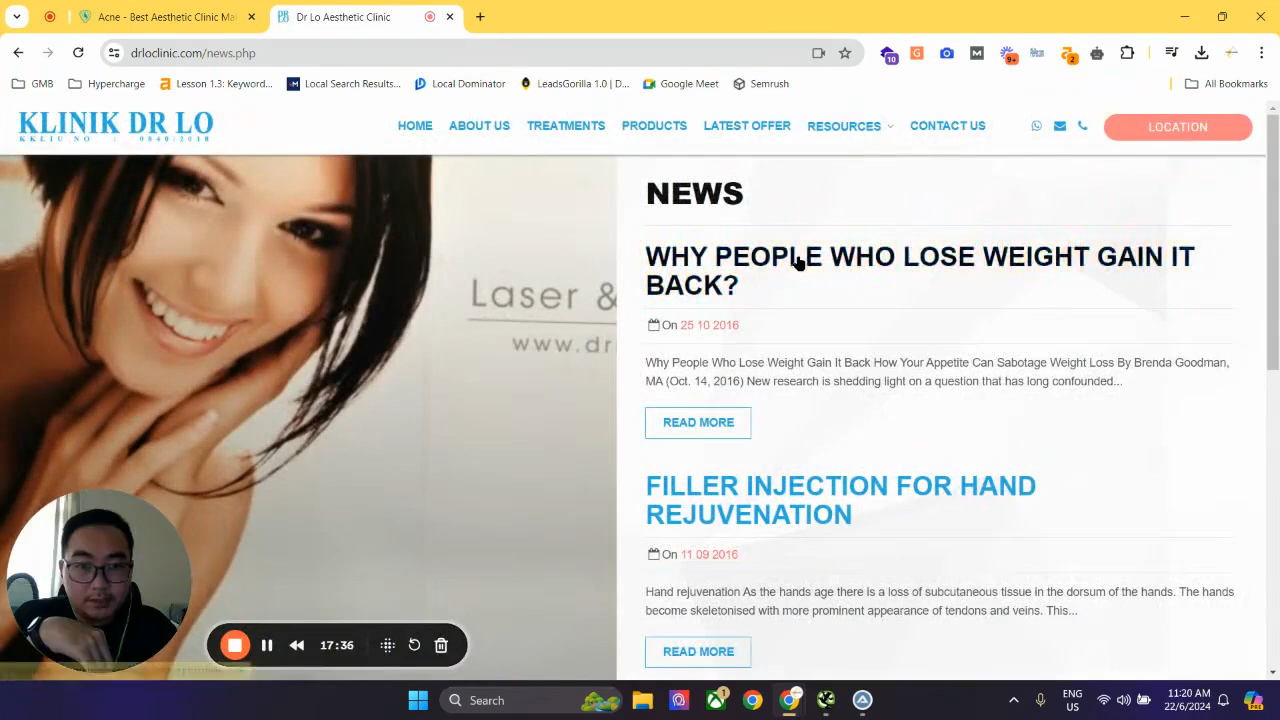 Acne - Beverly Wilshire Clinic Ma
Dr Lo Aesthetic Clinic
drloclinic.com/news.php
10
9+
2
GMB
Hypercharge
Lesson 1.3: Keyword...
Local Search Results...
Local Dominator
LeadsGorilla 1.0 | D...
Google Meet
Semrush
All Bookmarks
KLINIK DR LO
KKLIU NO : 0840/2018
HOME
ABOUT US
TREATMENTS
PRODUCTS
LATEST OFFER
RESOURCES
CONTACT US
LOCATION
NEWS
WHY PEOPLE WHO LOSE WEIGHT GAIN IT
BACK?
On 25 10 2016
Why People Who Lose Weight Gain It Back How Your Appetite Can Sabotage Weight Loss By Brenda Goodman,
MA (Oct. 14, 2016) New research is shedding light on a question that has long confounded...
READ MORE
FILLER INJECTION FOR HAND
REJUVENATION
On 11 09 2016
Hand rejuvenation As the hands age there is a loss of subcutaneous tissue in the dorsum of the hands. The hands
become skeletonised with more prominent appearance of tendons and veins. This...
READ MORE
Laser &
www.dr
17:36
Search
1
ENG
US
11:20 AM
22/6/2024